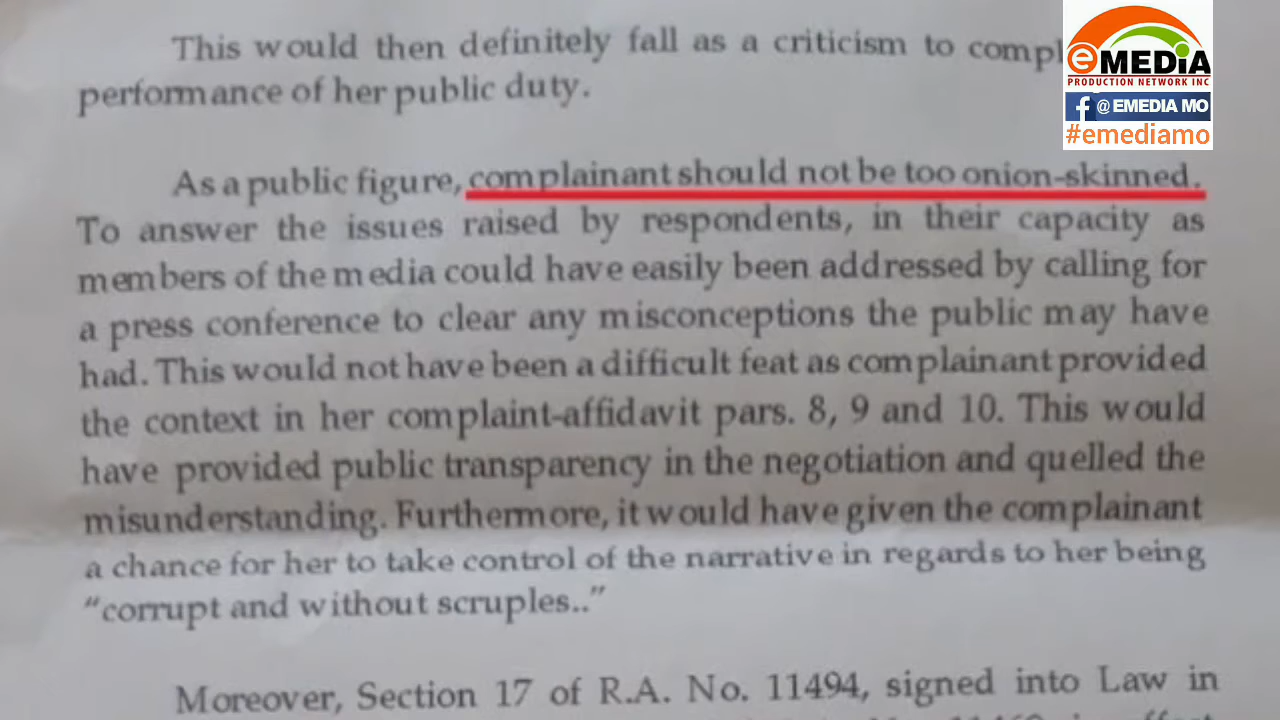 This would then definitely fall as a criticism to compl
performance of her public duty.
As a public figure, complainant should not be too onion-skinned.
To answer the issues raised by respondents, in their capacity as
members of the media could have easily been addressed by calling for
a press conference to clear any misconceptions the public may have
had. This would not have been a difficult feat as complainant provided
the context in her complaint-affidavit pars. 8, 9 and 10. This would
have provided public transparency in the negotiation and quelled the
misunderstanding. Furthermore, it would have given the complainant
a chance for her to take control of the narrative in regards to her being
"corrupt and without scruples.."
Moreover, Section 17 of R.A. No. 11494, signed into Law in
eMEDiA
PRODUCTION NETWORK INC
f @ EMEDIA MO
#emediamo